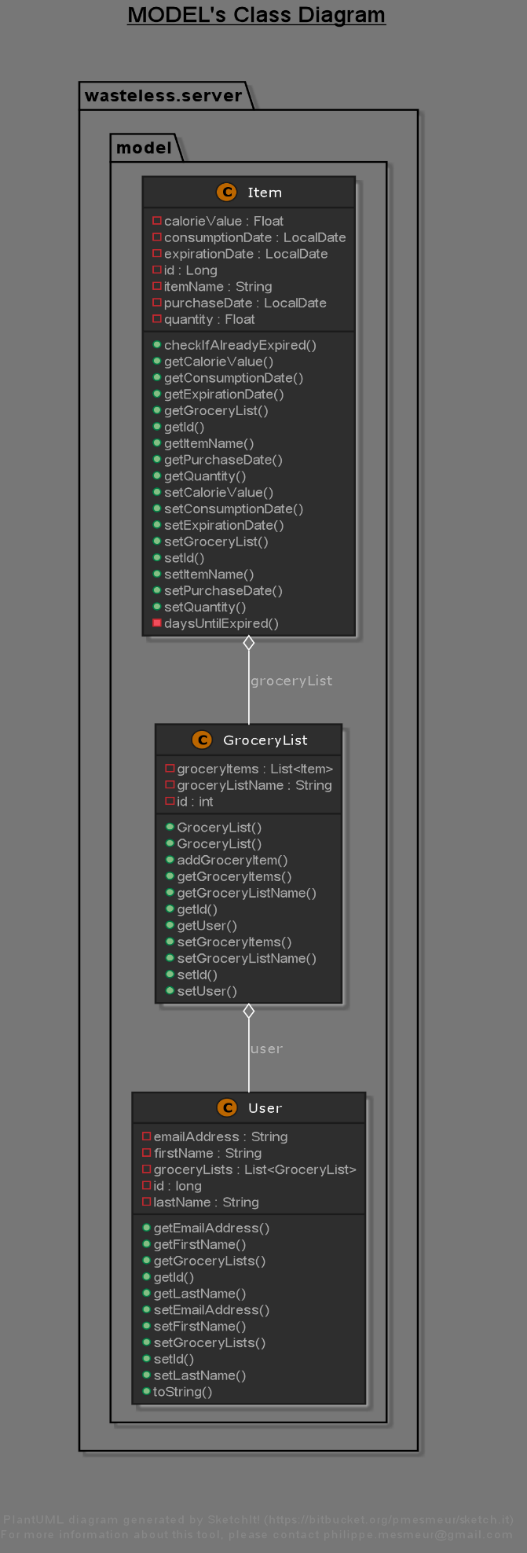 MODEL's Class Diagram
wasteless.server
model
C Item
calorieValue : Float
consumptionDate : LocalDate
expirationDate : LocalDate
id : Long
itemName : String
purchaseDate : LocalDate
quantity : Float
checkIfAlreadyExpired()
getCalorieValue()
getConsumptionDate()
getExpirationDate()
getGroceryList()
getId()
getItemName()
getPurchaseDate()
getQuantity()
setCalorieValue()
setConsumptionDate()
setExpirationDate()
setGroceryList()
setId()
setItemName()
setPurchaseDate()
setQuantity()
daysUntilExpired()
groceryList
C GroceryList
groceryItems : List<Item>
groceryListName : String
id : int
GroceryList()
GroceryList()
addGroceryItem()
getGroceryItems()
getGroceryListName()
getId()
getUser()
setGroceryItems()
setGroceryListName()
setId()
setUser()
user
C User
emailAddress : String
firstName : String
groceryLists : List<GroceryList>
id : long
lastName : String
getEmailAddress()
getFirstName()
getGroceryLists()
getId()
getLastName()
setEmailAddress()
setFirstName()
setGroceryLists()
setId()
setLastName()
toString()
PlantUML diagram generated by SketchIt! (https://bitbucket.org/pmesmeur/sketch.it)
For more information about this tool, please contact philippe.mesmeur@gmail.com